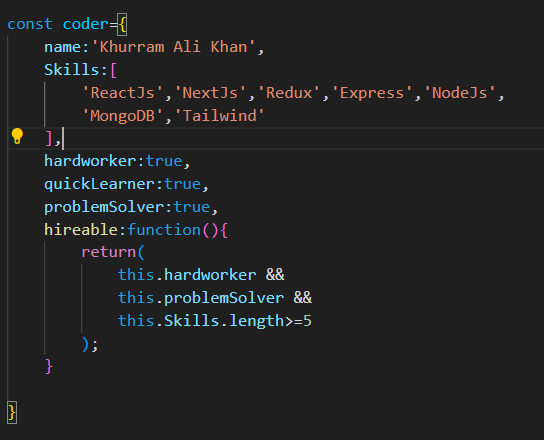 const coder={
name:'Khurram Ali Khan',
Skills:[
'ReactJs','NextJs','Redux','Express','NodeJs',
'MongoDB','Tailwind'
],
hardworker:true,
quickLearner:true,
problemSolver:true,
hireable:function(){
return(
this.hardworker &&
this.problemSolver &&
this.Skills.length>=5
);
}
}